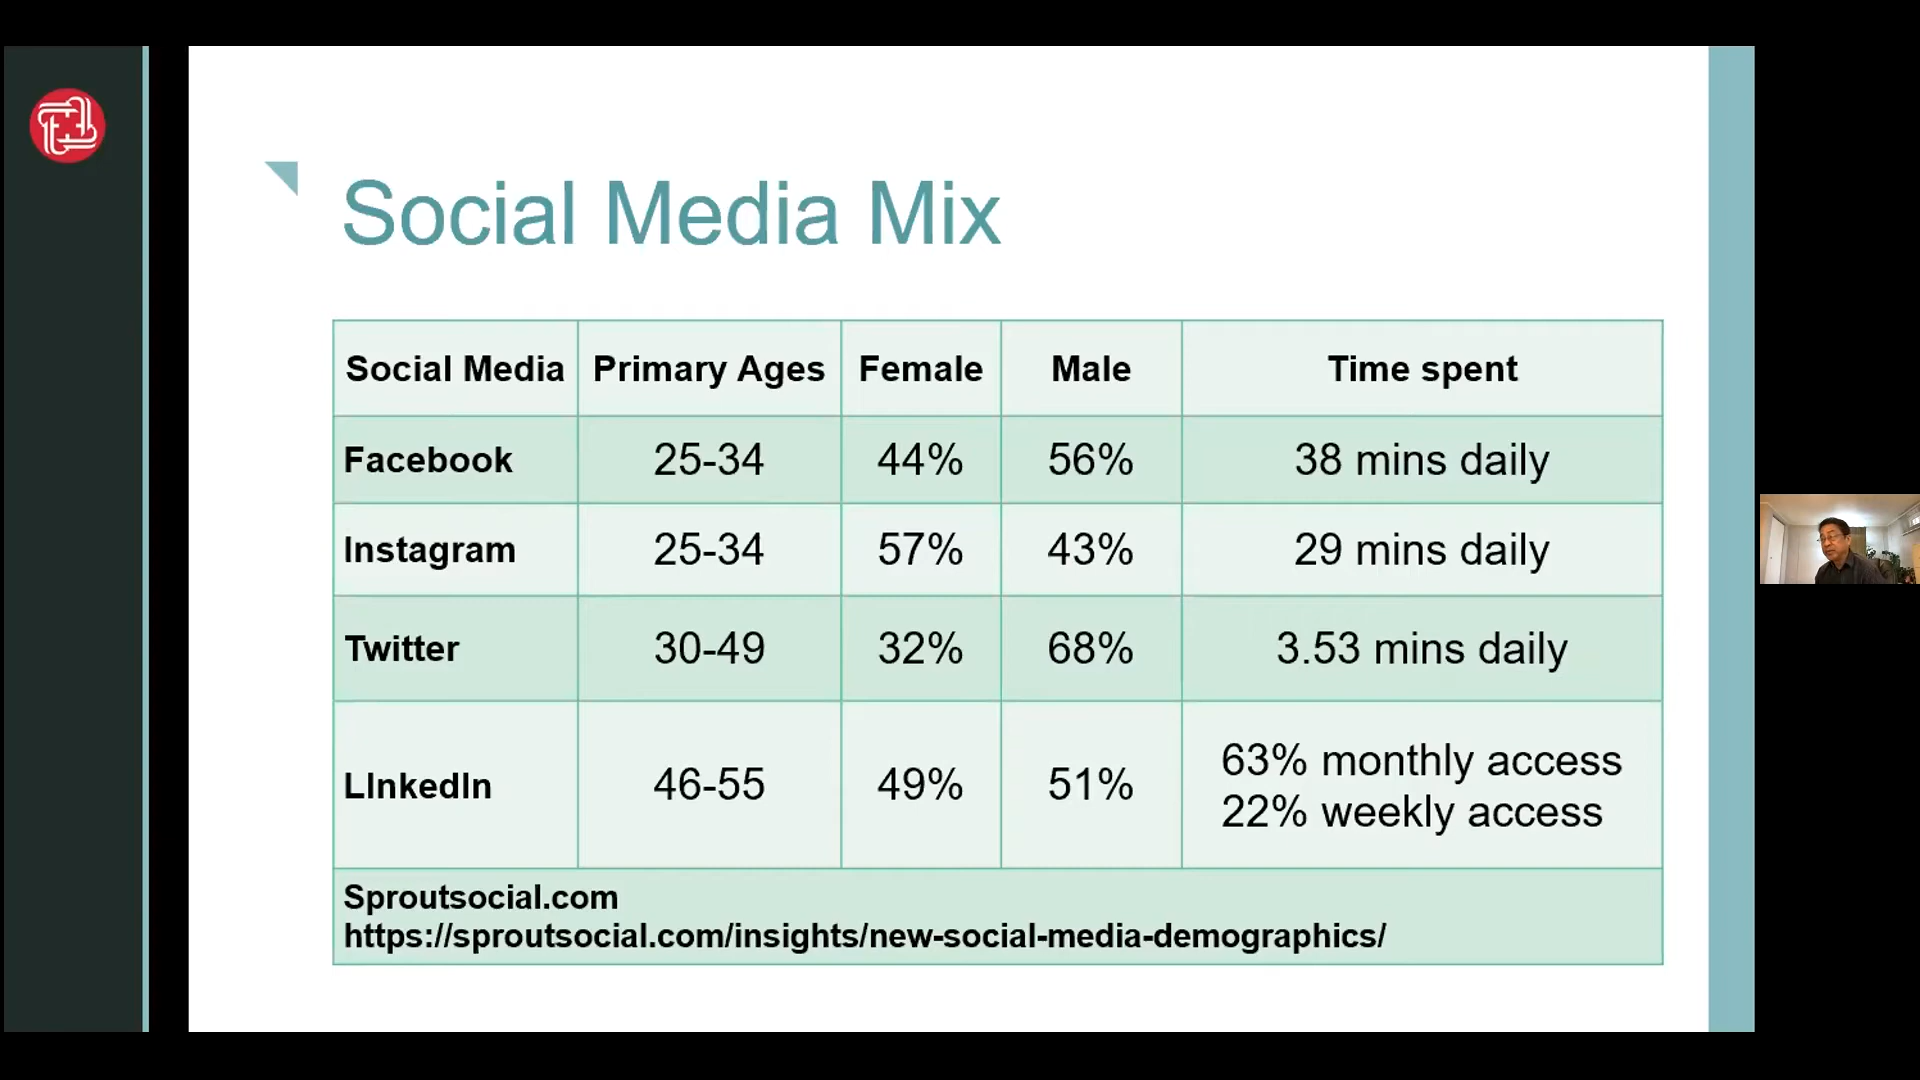 Social Media Mix
Social Media Primary Ages Female Male Time spent
Facebook 25-34 44% 56% 38 mins daily
Instagram 25-34 57% 43% 29 mins daily
Twitter 30-49 32% 68% 3.53 mins daily
LInkedIn 46-55 49% 51% 63% monthly access
22% weekly access
Sproutsocial.com
https://sproutsocial.com/insights/new-social-media-demographics/